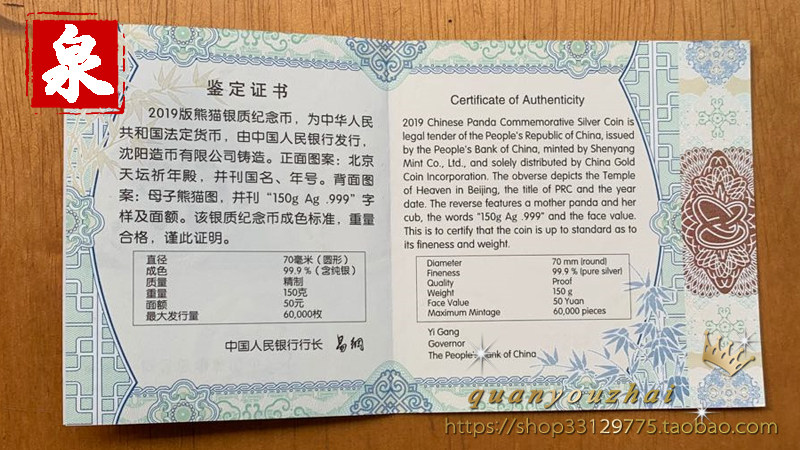 泉
鉴定证书
2019版熊猫银质纪念币，为中华人民
共和国法定货币，由中国人民银行发行，
沈阳造币有限公司铸造。正面图案：北京
天坛祈年殿，并刊国名、年号。背面图
案：母子熊猫图，并刊“150g Ag .999”字
样及面额。该银质纪念币成色标准，重量
合格，谨此证明。
直径 70毫米（圆形）
成色 99.9%（含纯银）
质量 精制
重量 150克
面额 50元
最大发行量 60,000枚
中国人民银行行长 易纲
Certificate of Authenticity
2019 Chinese Panda Commemorative Silver Coin is
legal tender of the People's Republic of China, issued
by the People's Bank of China, minted by Shenyang
Mint Co., Ltd., and solely distributed by China Gold
Coin Incorporation. The obverse depicts the Temple
of Heaven in Beijing, the title of PRC and the year
date. The reverse features a mother panda and her
cub, the words "150g Ag .999" and the face value.
This is to certify that the coin is up to standard as to
its fineness and weight.
Diameter 70 mm (round)
Fineness 99.9 % (pure silver)
Quality Proof
Weight 150 g
Face Value 50 Yuan
Maximum Mintage 60,000 pieces
Yi Gang
Governor
The People's Bank of China
quanyouzhai
https://shop33129775.taobao.com